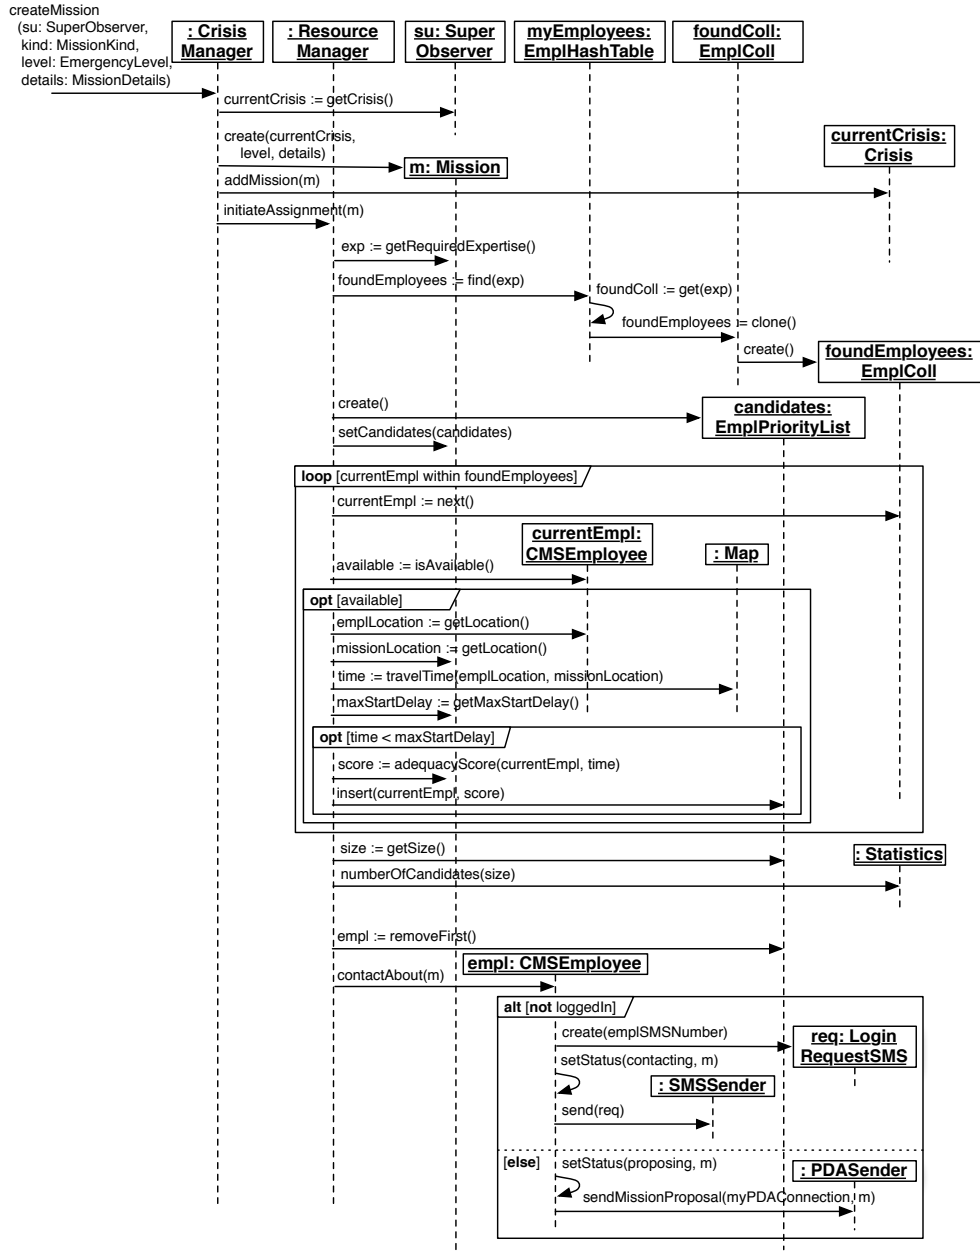 createMission
(su: SuperObserver,
kind: MissionKind,
level: EmergencyLevel,
details: MissionDetails)
: Crisis
Manager
: Resource
Manager
su: Super
Observer
myEmployees:
EmplHashTable
foundColl:
EmplColl
currentCrisis := getCrisis()
create(currentCrisis,
level, details)
m: Mission
currentCrisis:
Crisis
addMission(m)
initiateAssignment(m)
exp := getRequiredExpertise()
foundEmployees := find(exp)
foundColl := get(exp)
foundEmployees := clone()
create()
foundEmployees:
EmplColl
create()
candidates:
EmplPriorityList
setCandidates(candidates)
loop [currentEmpl within foundEmployees]
currentEmpl := next()
currentEmpl:
CMSEmployee
: Map
available := isAvailable()
opt [available]
emplLocation := getLocation()
missionLocation := getLocation()
time := travelTime(emplLocation, missionLocation)
maxStartDelay := getMaxStartDelay()
opt [time < maxStartDelay]
score := adequacyScore(currentEmpl, time)
insert(currentEmpl, score)
size := getSize()
: Statistics
numberOfCandidates(size)
empl := removeFirst()
empl: CMSEmployee
contactAbout(m)
alt [not loggedIn]
create(emplSMSNumber)
req: Login
RequestSMS
setStatus(contacting, m)
: SMSSender
send(req)
[else]
setStatus(proposing, m)
: PDASender
sendMissionProposal(myPDAConnection, m)